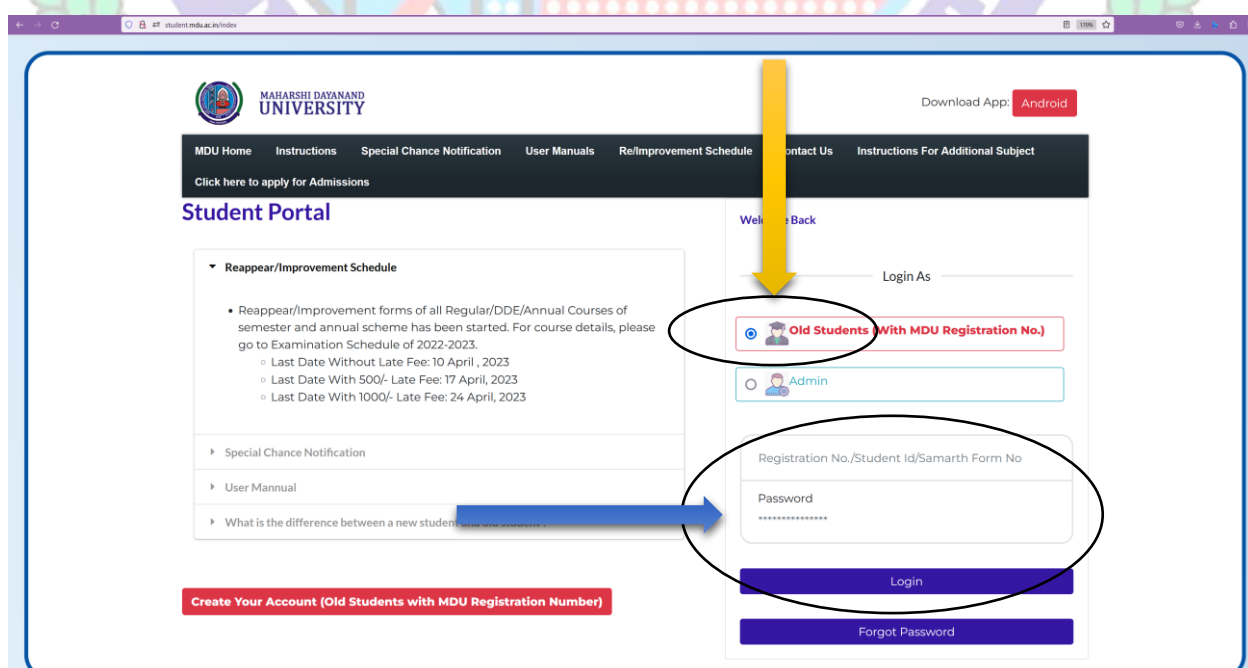 student.mdu.ac.in/index
170%
MAHARSHI DAYANAND
UNIVERSITY
Download App: Android
MDU Home Instructions Special Chance Notification User Manuals Re/Improvement Schedule Contact Us Instructions For Additional Subject
Click here to apply for Admissions
Student Portal
Reappear/Improvement Schedule
Reappear/Improvement forms of all Regular/DDE/Annual Courses of
semester and annual scheme has been started. For course details, please
go to Examination Schedule of 2022-2023.
Last Date Without Late Fee: 10 April , 2023
Last Date With 500/- Late Fee: 17 April, 2023
Last Date With 1000/- Late Fee: 24 April, 2023
Special Chance Notification
User Mannual
What is the difference between a new student and old student ?
Create Your Account (Old Students with MDU Registration Number)
Welcome Back
Login As
Old Students (With MDU Registration No.)
Admin
Registration No./Student Id/Samarth Form No
Password
***************
Login
Forgot Password